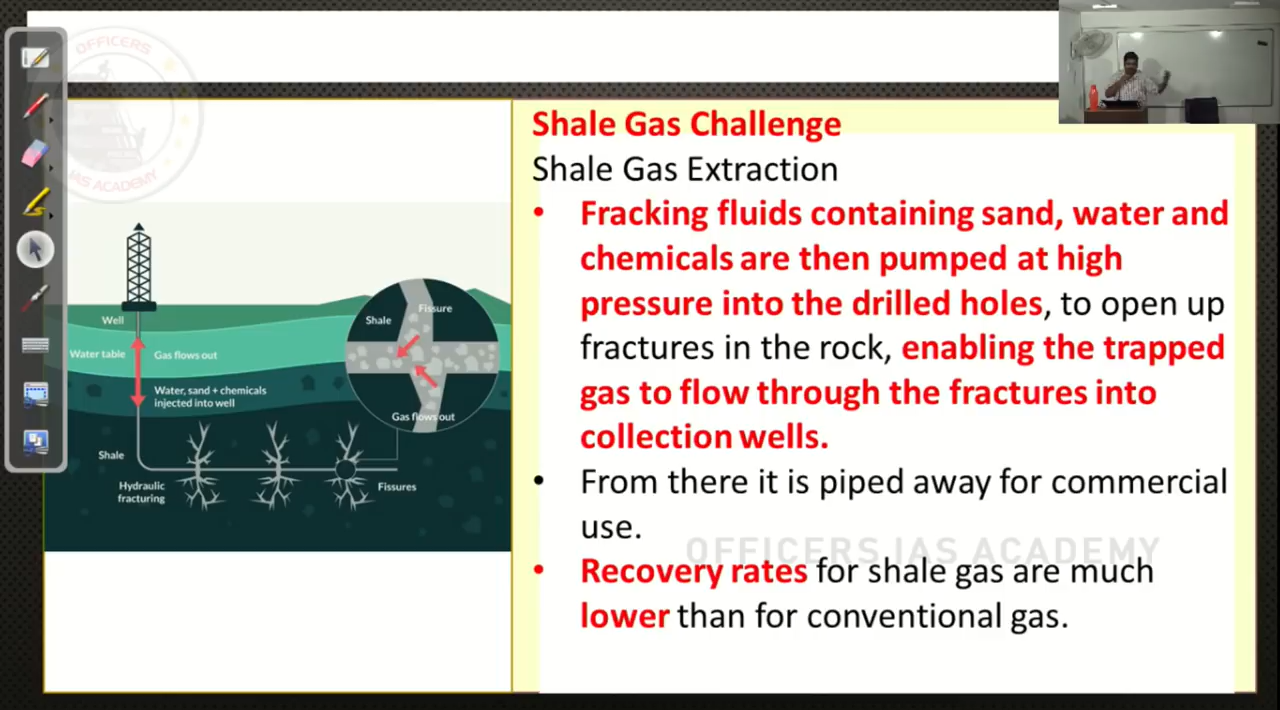 OFFICERS
IAS ACADEMY
Shale Gas Challenge
Shale Gas Extraction
• Fracking fluids containing sand, water and
chemicals are then pumped at high
pressure into the drilled holes, to open up
fractures in the rock, enabling the trapped
gas to flow through the fractures into
collection wells.
• From there it is piped away for commercial
use.
OFFICERS IAS ACADEMY
• Recovery rates for shale gas are much
lower than for conventional gas.
Well
Water table
Gas flows out
Water, sand + chemicals
injected into well
Shale
Fissure
Gas flows out
Shale
Hydraulic
fracturing
Fissures